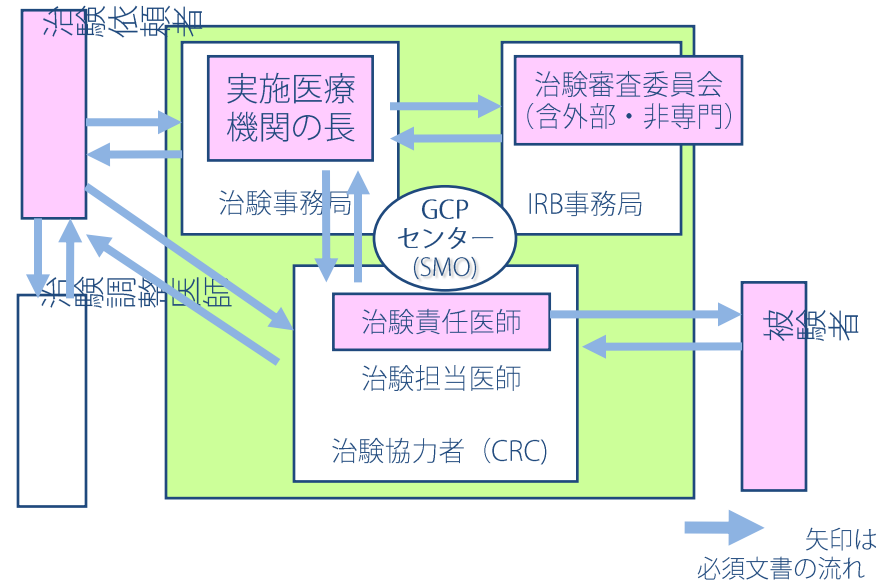 治験依頼者
実施医療
機関の長
治験審査委員会
（含外部・非専門）
治験事務局
IRB事務局
GCP
センター
(SMO)
治験調整医師
治験責任医師
被験者
治験担当医師
治験協力者（CRC)
矢印は
必須文書の流れ